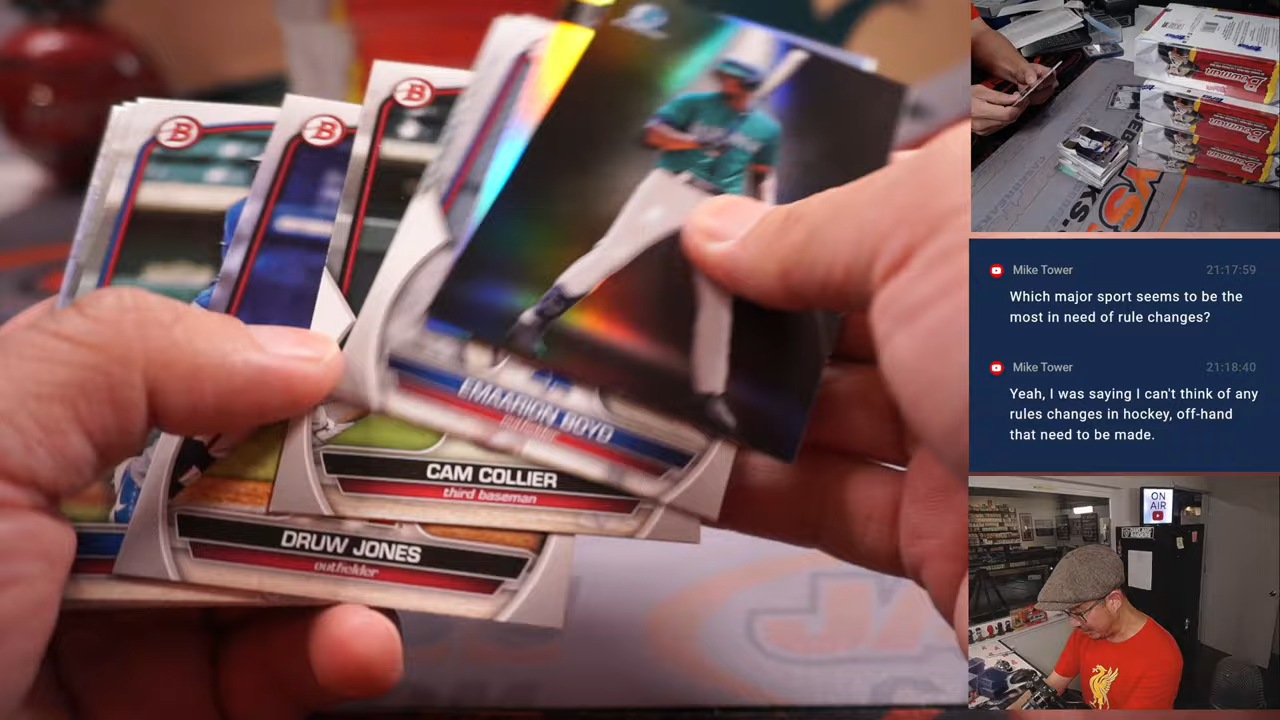 B
B
B
EMAARION BOYD
CAM COLLIER
third baseman
DRUW JONES
outfielder
JA
Bowman
Mike Tower 21:17:59
Which major sport seems to be the
most in need of rule changes?
Mike Tower 21:18:40
Yeah, I was saying I can't think of any
rules changes in hockey, off-hand
that need to be made.
ON
AIR